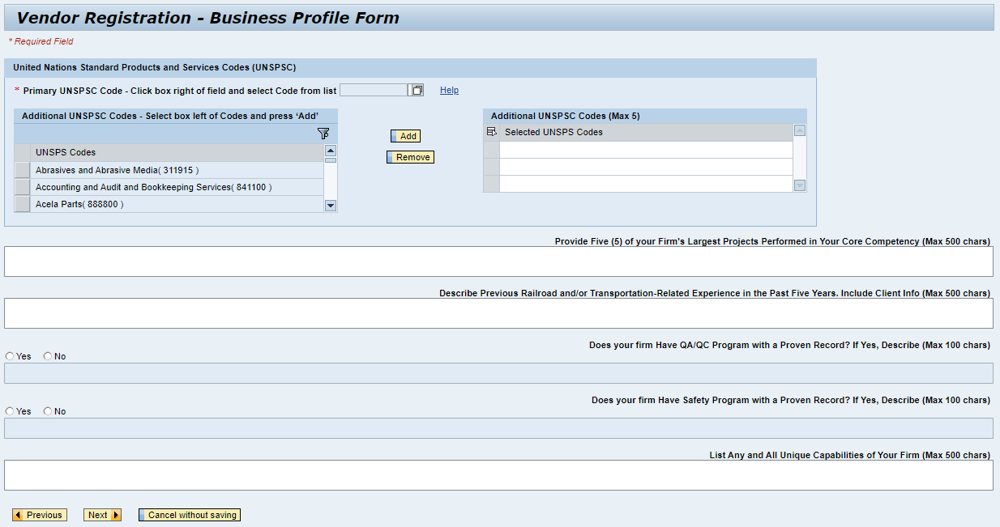 Vendor Registration - Business Profile Form
* Required Field
United Nations Standard Products and Services Codes (UNSPSC)
* Primary UNSPSC Code - Click box right of field and select Code from list
Help
Additional UNSPSC Codes - Select box left of Codes and press ‘Add’
UNSPS Codes
Abrasives and Abrasive Media( 311915 )
Accounting and Audit and Bookkeeping Services( 841100 )
Acela Parts( 888800 )
Add
Remove
Additional UNSPSC Codes (Max 5)
Selected UNSPS Codes
Provide Five (5) of your Firm's Largest Projects Performed in Your Core Competency (Max 500 chars)
Describe Previous Railroad and/or Transportation-Related Experience in the Past Five Years. Include Client Info (Max 500 chars)
Does your firm Have QA/QC Program with a Proven Record? If Yes, Describe (Max 100 chars)
Yes No
Does your firm Have Safety Program with a Proven Record? If Yes, Describe (Max 100 chars)
Yes No
List Any and All Unique Capabilities of Your Firm (Max 500 chars)
Previous Next Cancel without saving